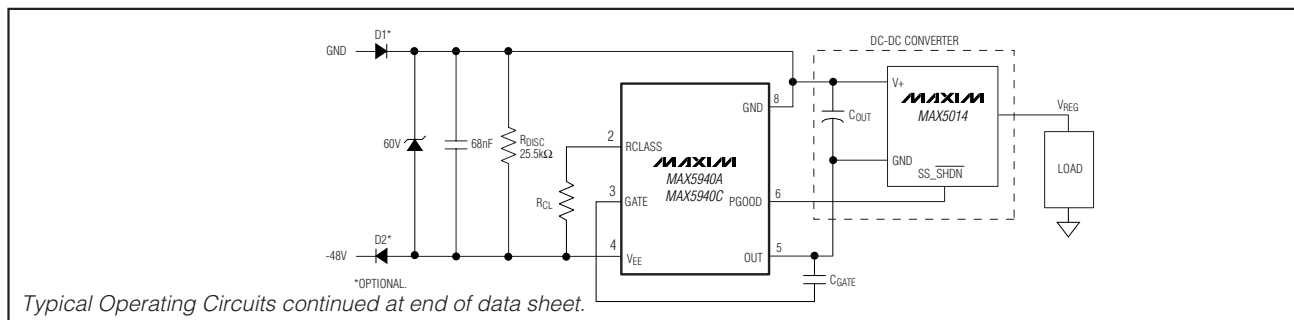 DC-DC CONVERTER
D1*
GND
V+
8
GND
MAXIM
MAX5014
VREG
COUT
60V
68nF
RDISC
25.5kΩ
2
RCLASS
MAXIM
MAX5940A
MAX5940C
GND
SS_SHDN
LOAD
3
GATE
PGOOD
6
RCL
D2*
-48V
4
VEE
OUT
5
CGATE
*OPTIONAL.
Typical Operating Circuits continued at end of data sheet.